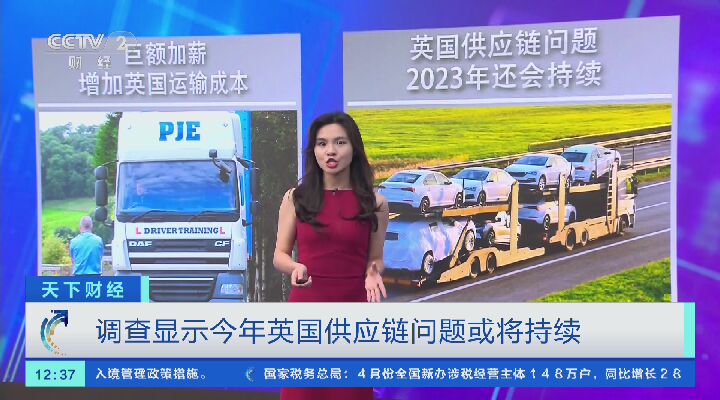 CCTV 2
财经
巨额加薪
增加英国运输成本
英国供应链问题
2023年还会持续
PJE
L DRIVER TRAINING L
DAF
CF
天下财经
调查显示今年英国供应链问题或将持续
12:37
入境管理政策措施。
国家税务总局：4月份全国新办涉税经营主体148万户，同比增长28